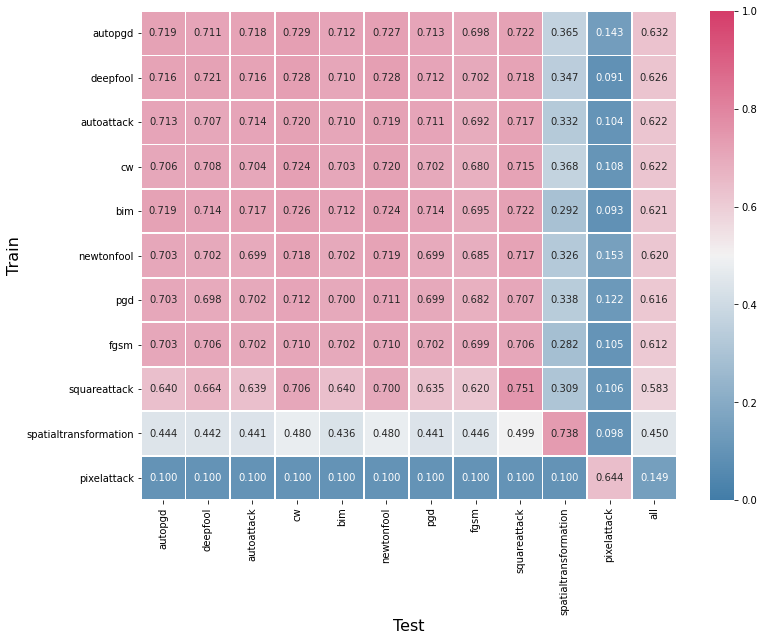 autopgd 0.719 0.711 0.718 0.729 0.712 0.727 0.713 0.698 0.722 0.365 0.143 0.632
deepfool 0.716 0.721 0.716 0.728 0.710 0.728 0.712 0.702 0.718 0.347 0.091 0.626
autoattack 0.713 0.707 0.714 0.720 0.710 0.719 0.711 0.692 0.717 0.332 0.104 0.622
cw 0.706 0.708 0.704 0.724 0.703 0.720 0.702 0.680 0.715 0.368 0.108 0.622
bim 0.719 0.714 0.717 0.726 0.712 0.724 0.714 0.695 0.722 0.292 0.093 0.621
newtonfool 0.703 0.702 0.699 0.718 0.702 0.719 0.699 0.685 0.717 0.326 0.153 0.620
pgd 0.703 0.698 0.702 0.712 0.700 0.711 0.699 0.682 0.707 0.338 0.122 0.616
fgsm 0.703 0.706 0.702 0.710 0.702 0.710 0.702 0.699 0.706 0.282 0.105 0.612
squareattack 0.640 0.664 0.639 0.706 0.640 0.700 0.635 0.620 0.751 0.309 0.106 0.583
spatialtransformation 0.444 0.442 0.441 0.480 0.436 0.480 0.441 0.446 0.499 0.738 0.098 0.450
pixelattack 0.100 0.100 0.100 0.100 0.100 0.100 0.100 0.100 0.100 0.100 0.644 0.149
autopgd deepfool autoattack cw bim newtonfool pgd fgsm squareattack spatialtransformation pixelattack all
Train
Test
1.0
0.8
0.6
0.4
0.2
0.0